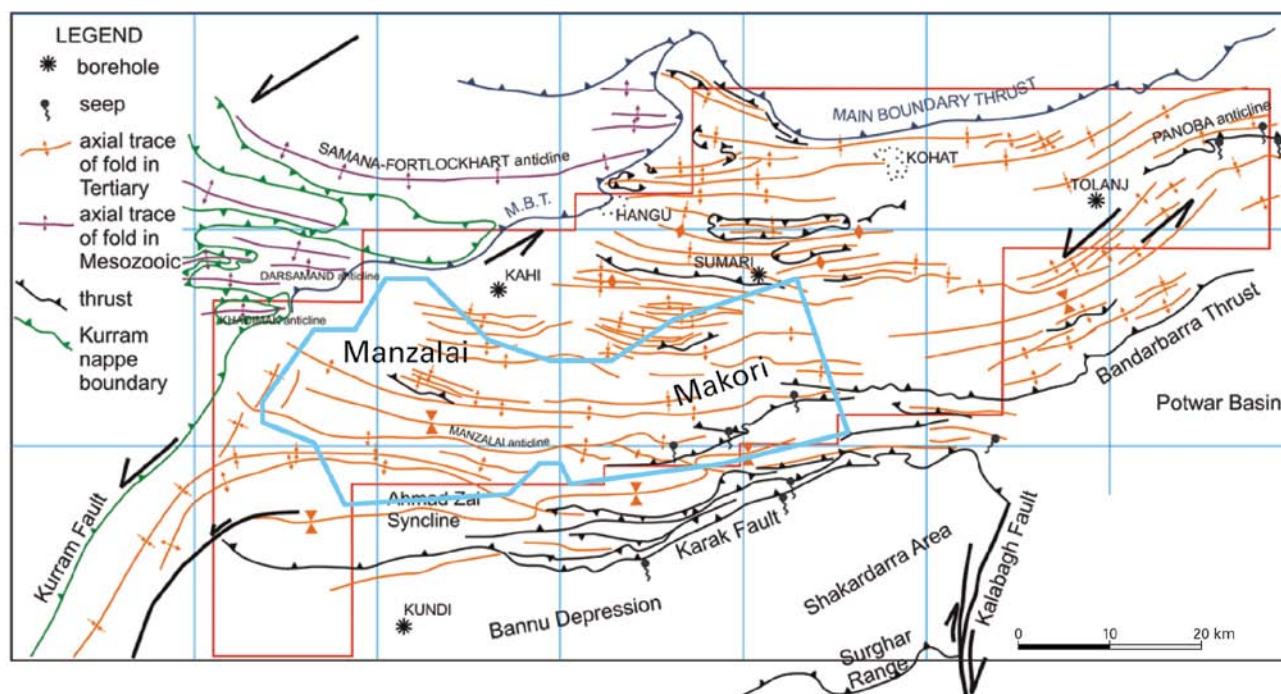 LEGEND
borehole
seep
axial trace
of fold in
Tertiary
axial trace
of fold in
Mesozooic
thrust
Kurram
nappe
boundary
MAIN BOUNDARY THRUST
PANOBA anticline
SAMANA-FORTLOCKHART anticline
KOHAT
TOLANJ
M.B.T.
HANGU
SUMARI
KAHI
DARSAMAND anticline
KHADIMAK anticline
Manzalai
Makori
Bandarbarra Thrust
Potwar Basin
MANZALAI anticline
Ahmad Zai
Syncline
Kurram Fault
Karak Fault
Shakardarra Area
Kalabagh Fault
KUNDI
Bannu Depression
Surghar
Range
0 10 20 km